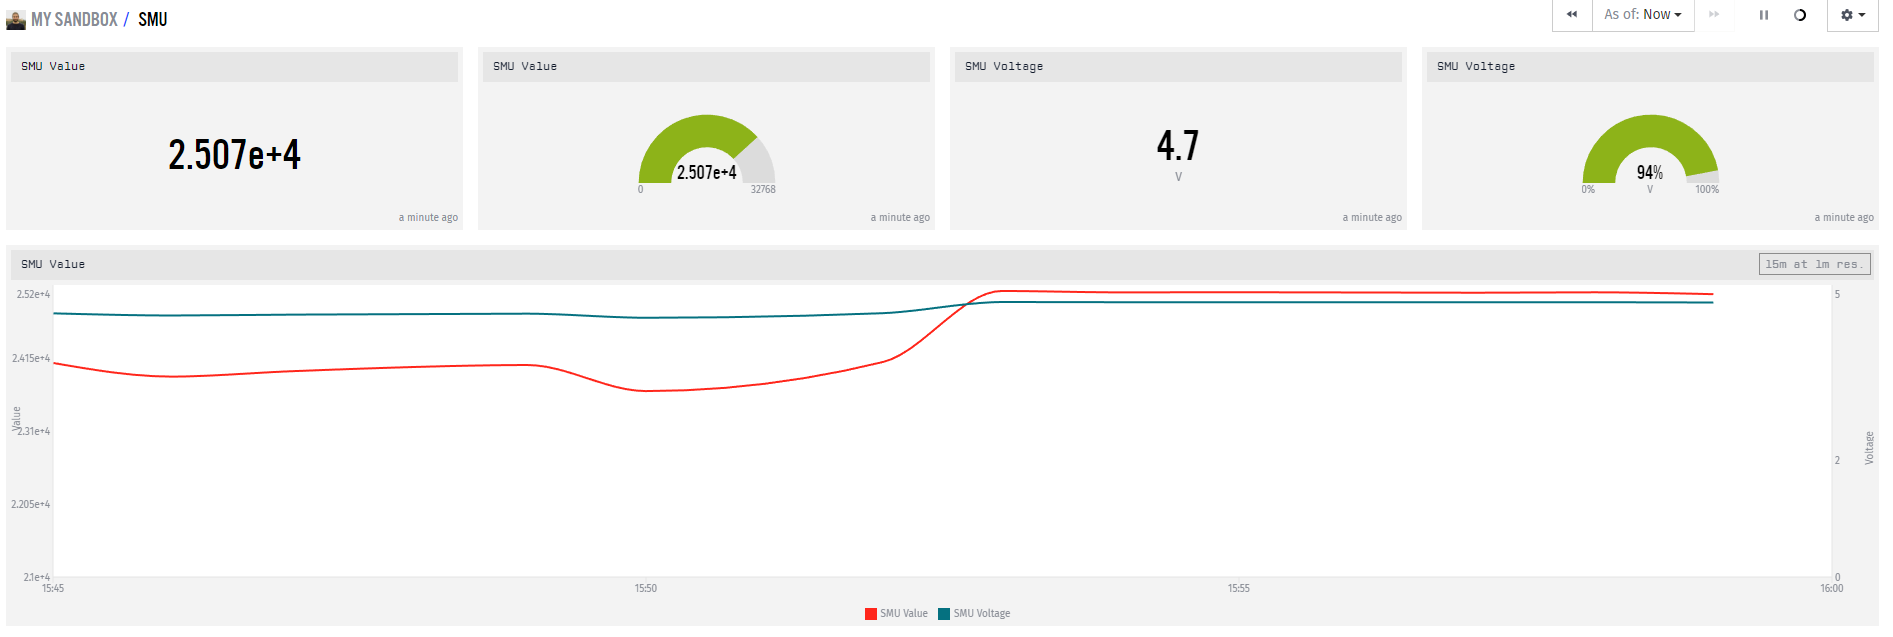 MY SANDBOX / SMU
As of: Now
SMU Value
2.507e+4
a minute ago
SMU Value
2.507e+4
0
32768
a minute ago
SMU Voltage
4.7
V
a minute ago
SMU Voltage
94%
0%
V
100%
a minute ago
SMU Value
15m at 1m res.
2.52e+4
2.415e+4
2.31e+4
2.205e+4
2.1e+4
Value
5
2
0
Voltage
15:45
15:50
15:55
16:00
SMU Value
SMU Voltage